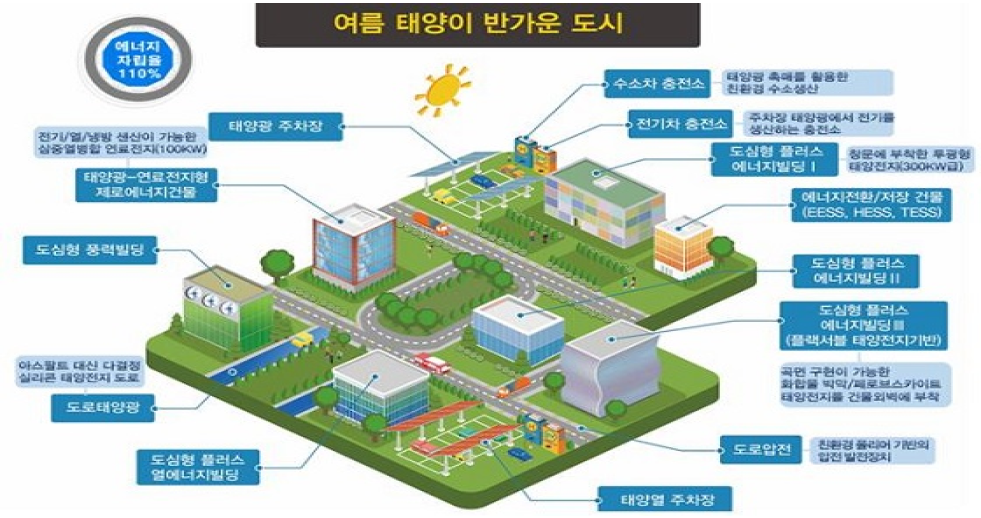 여름 태양이 반가운 도시
에너지
자립율
110%
태양광 주차장
수소차 충전소
태양광 촉매를 활용한
친환경 수소생산
전기차 충전소
주차장 태양광에서 전기를
생산하는 충전소
전기/열/냉방 생산이 가능한
삼중열병합 연료전지(100KW)
태양광-연료전지형
제로에너지건물
도심형 플러스
에너지빌딩 I
창문에 부착한 투광형
태양전지(300KW급)
에너지전환/저장 건물
(EESS, HESS, TESS)
도심형 풍력빌딩
도심형 플러스
에너지빌딩 II
도심형 플러스
에너지빌딩 III
(플랙서블 태양전지기반)
곡면 구현이 가능한
화합물 박막/페로브스카이트
태양전지를 건물외벽에 부착
아스팔트 대신 다결정
실리콘 태양전지 도로
도로태양광
도심형 플러스
열에너지빌딩
도로압전
친환경 폴리머 기반의
압전 발전장치
태양열 주차장